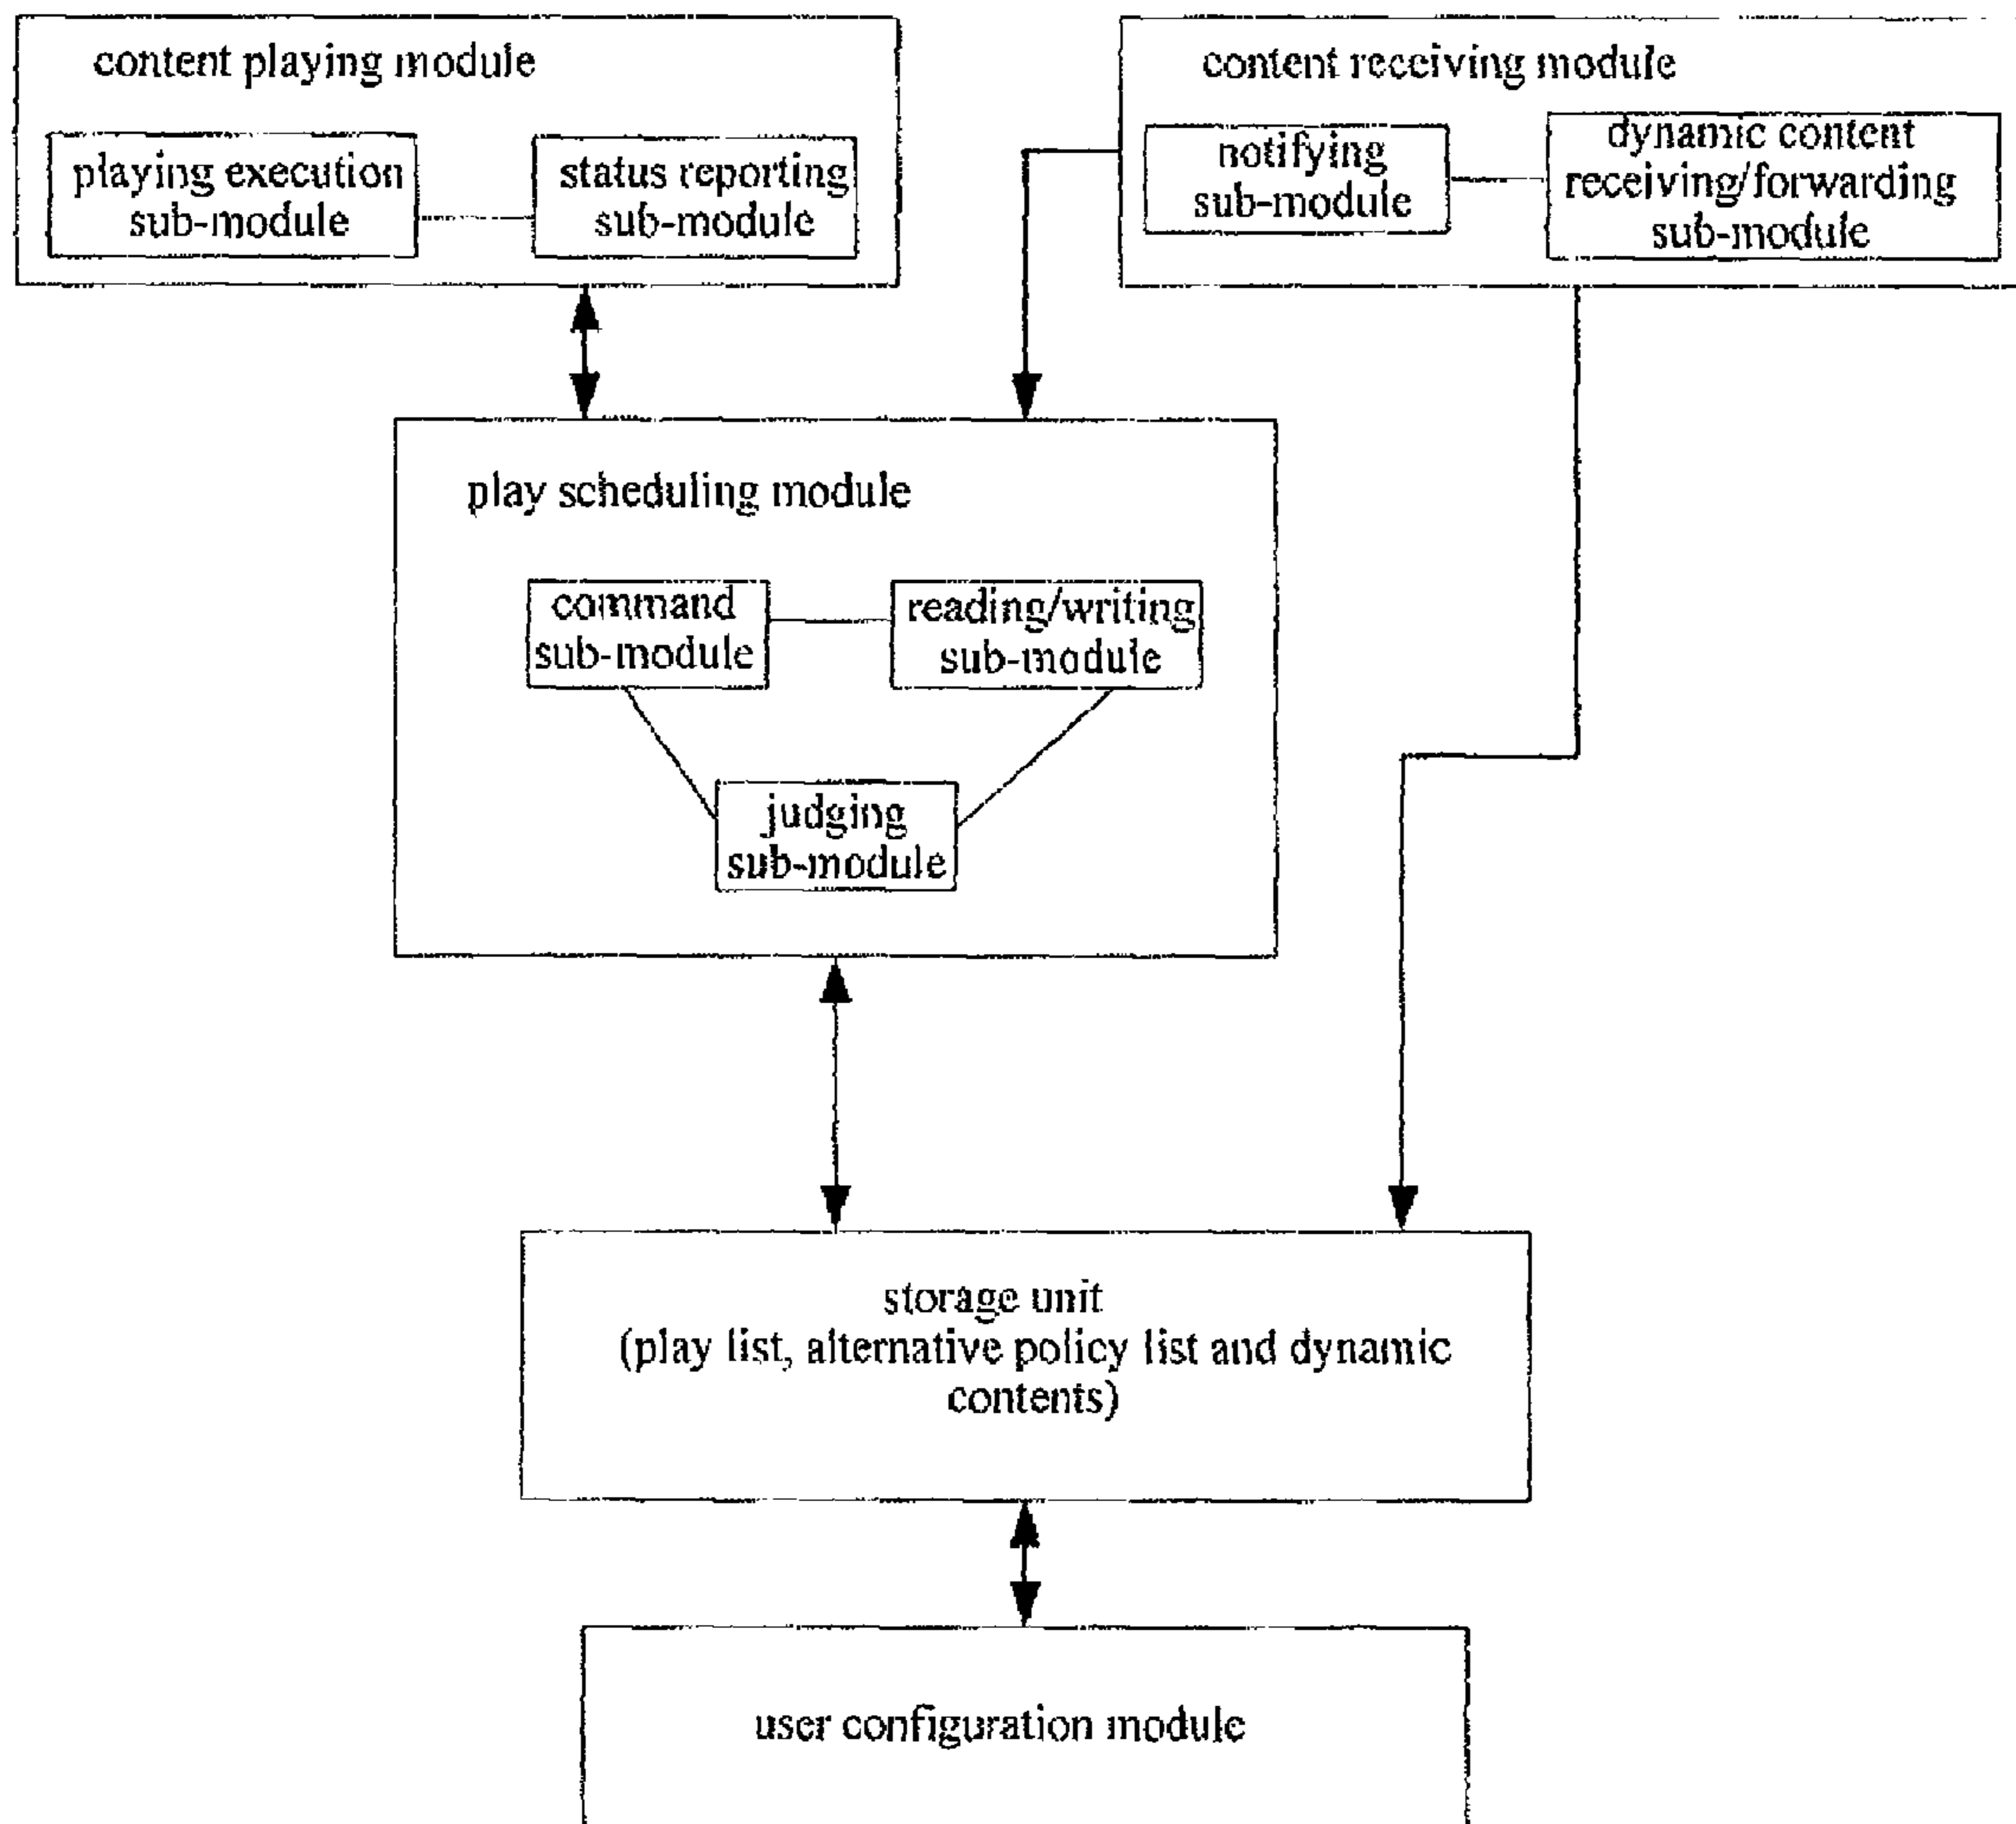 content playing module
playing execution
sub-module
status reporting
sub-module
content receiving module
notifying
sub-module
dynamic content
receiving/forwarding
sub-module
play scheduling module
command
sub-module
reading/writing
sub-module
judging
sub-module
storage unit
(play list, alternative policy list and dynamic
contents)
user configuration module